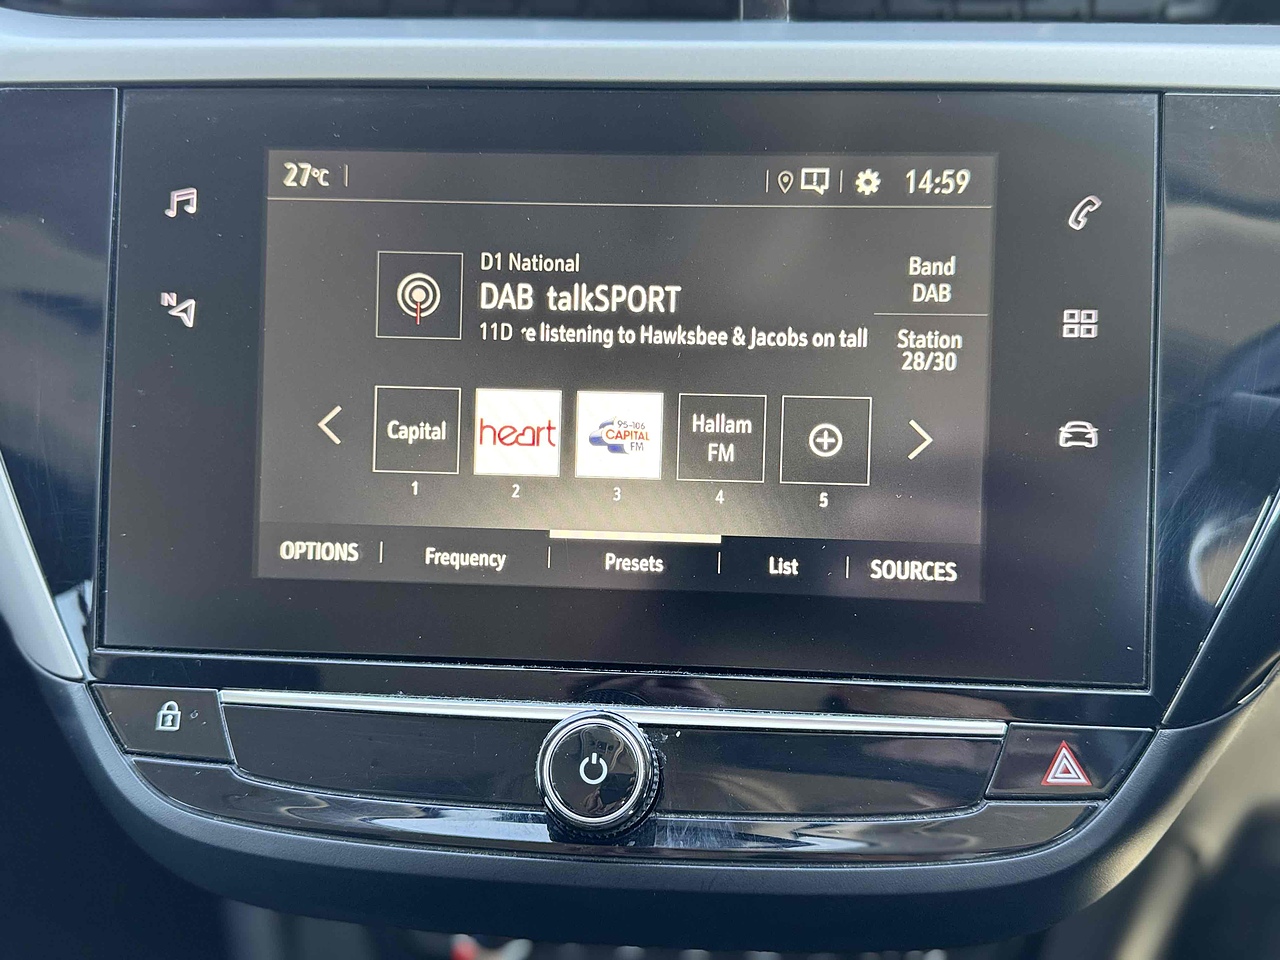 27°C
14:59
D1 National
DAB talkSPORT
11D 're listening to Hawksbee & Jacobs on tall
Band
DAB
Station
28/30
Capital
heart
95-106
CAPITAL
FM
Hallam
FM
1
2
3
4
5
OPTIONS
Frequency
Presets
List
SOURCES
N